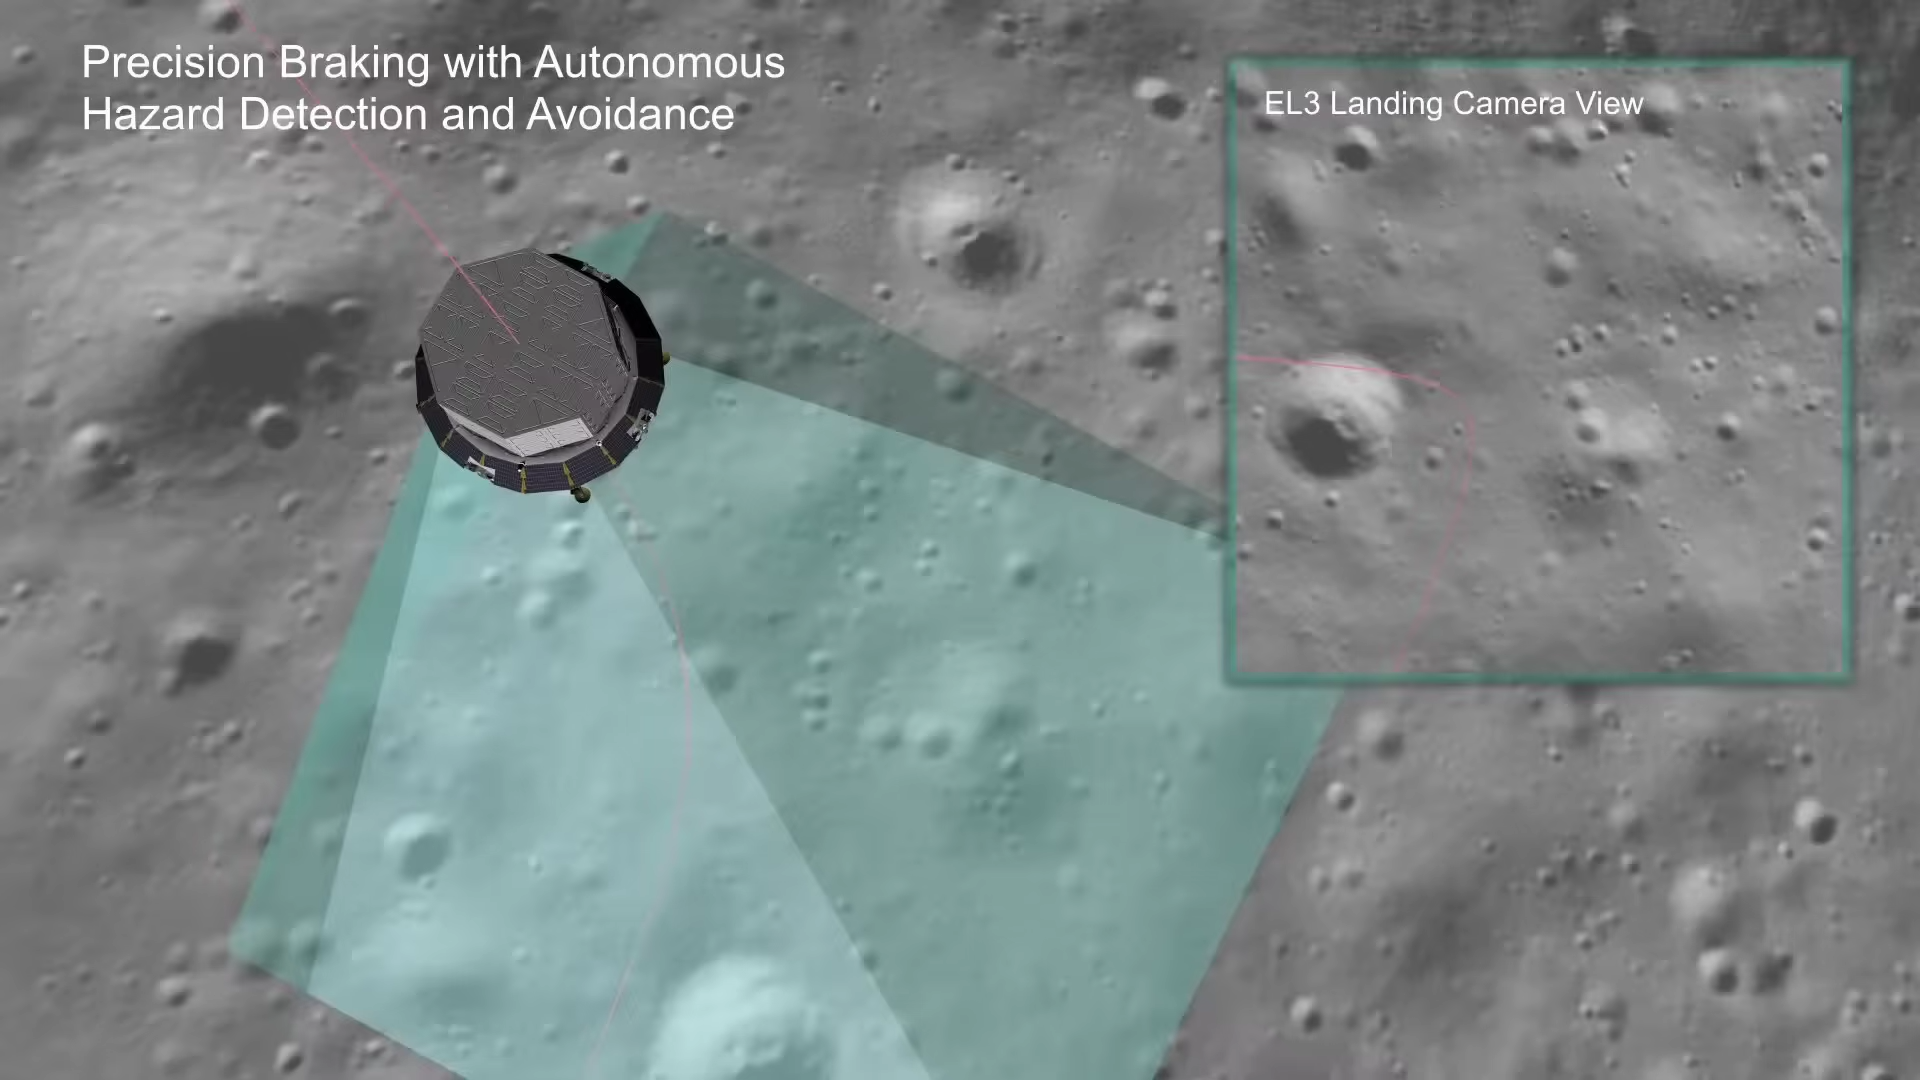 Precision Braking with Autonomous
Hazard Detection and Avoidance
EL3 Landing Camera View